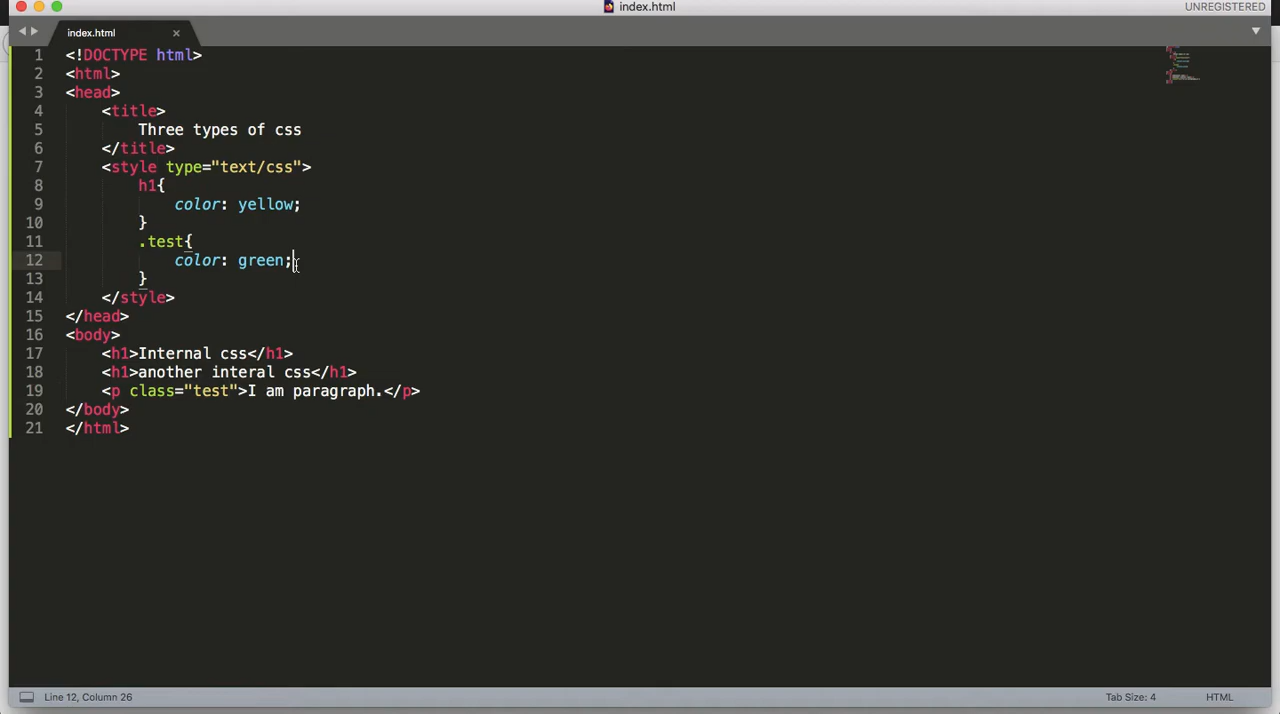 index.html
UNREGISTERED
index.html ×
1 <!DOCTYPE html>
2 <html>
3 <head>
4 <title>
5 Three types of css
6 </title>
7 <style type="text/css">
8 h1{
9 color: yellow;
10 }
11 .test{
12 color: green;
13 }
14 </style>
15 </head>
16 <body>
17 <h1>Internal css</h1>
18 <h1>another interal css</h1>
19 <p class="test">I am paragraph.</p>
20 </body>
21 </html>
Line 12, Column 26
Tab Size: 4
HTML